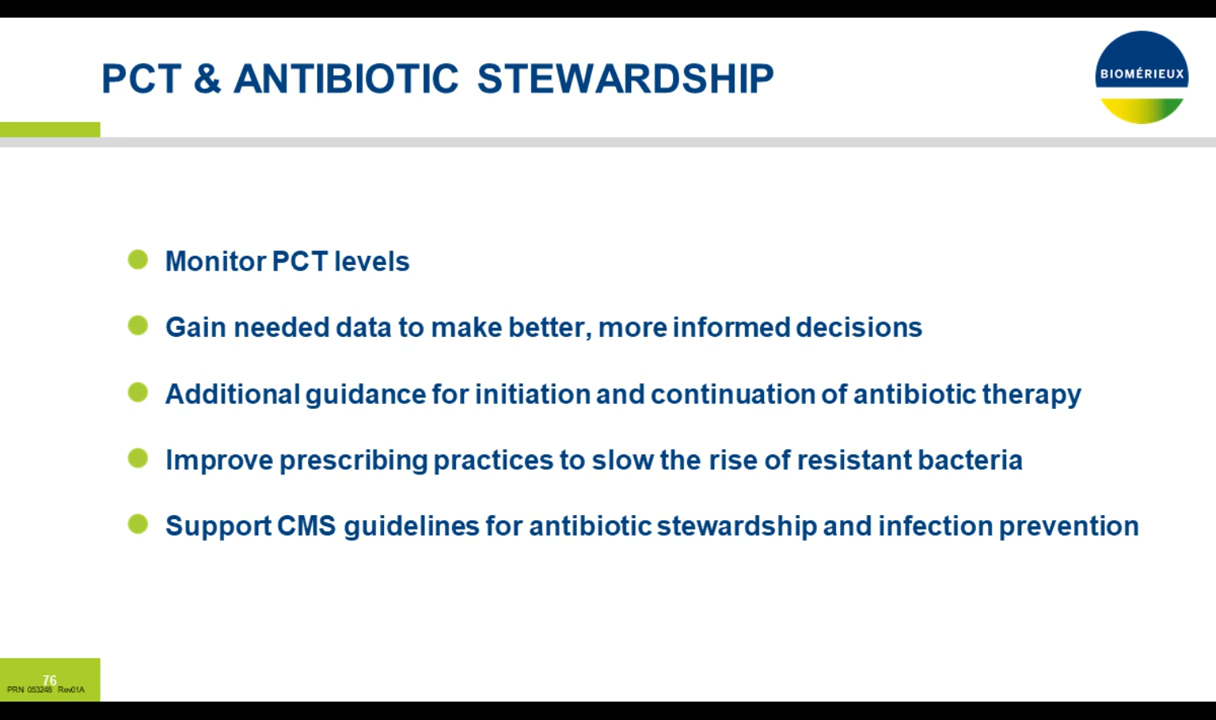 PCT & ANTIBIOTIC STEWARDSHIP
BIOMÉRIEUX
Monitor PCT levels
Gain needed data to make better, more informed decisions
Additional guidance for initiation and continuation of antibiotic therapy
Improve prescribing practices to slow the rise of resistant bacteria
Support CMS guidelines for antibiotic stewardship and infection prevention
76
PRN 053248 Rev01A